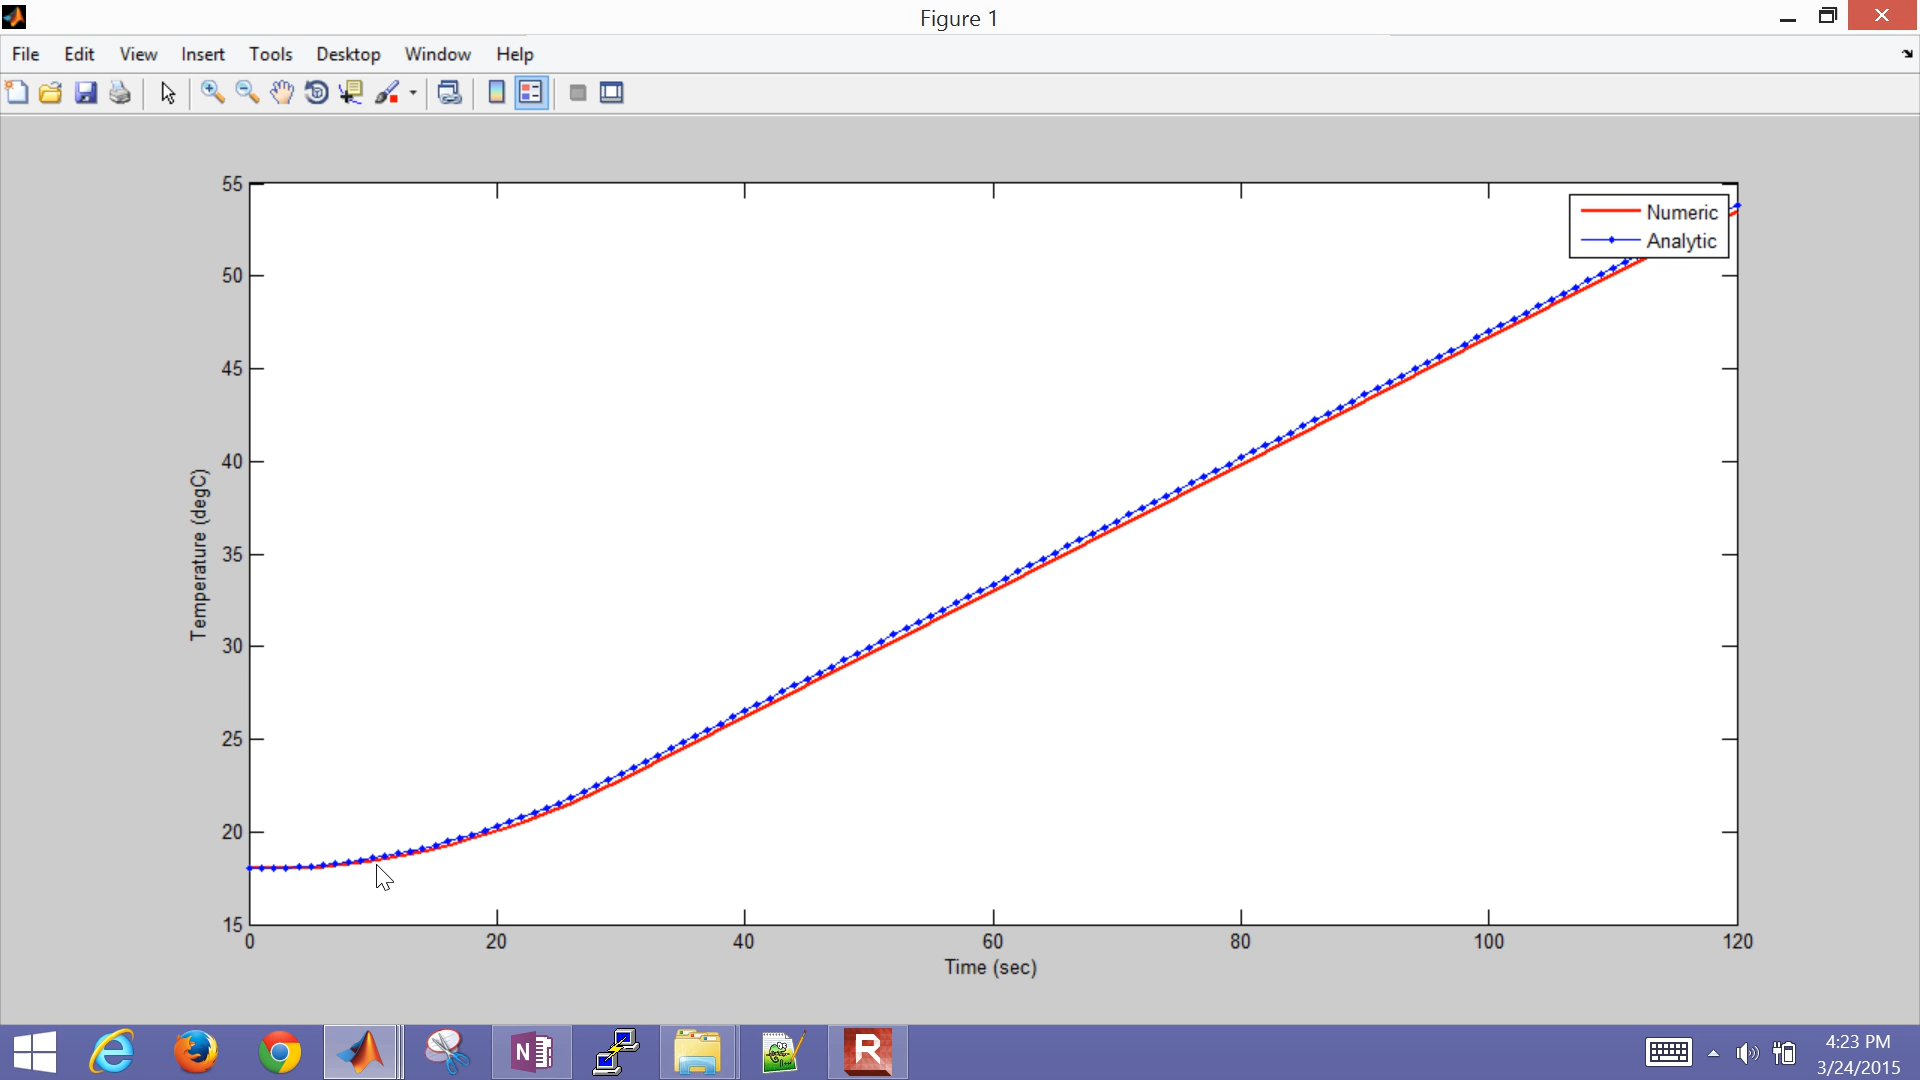 Figure 1
File Edit View Insert Tools Desktop Window Help
55
50
45
40
35
30
25
20
15
Temperature (degC)
Numeric
Analytic
0 20 40 60 80 100 120
Time (sec)
N
R
4:23 PM
3/24/2015